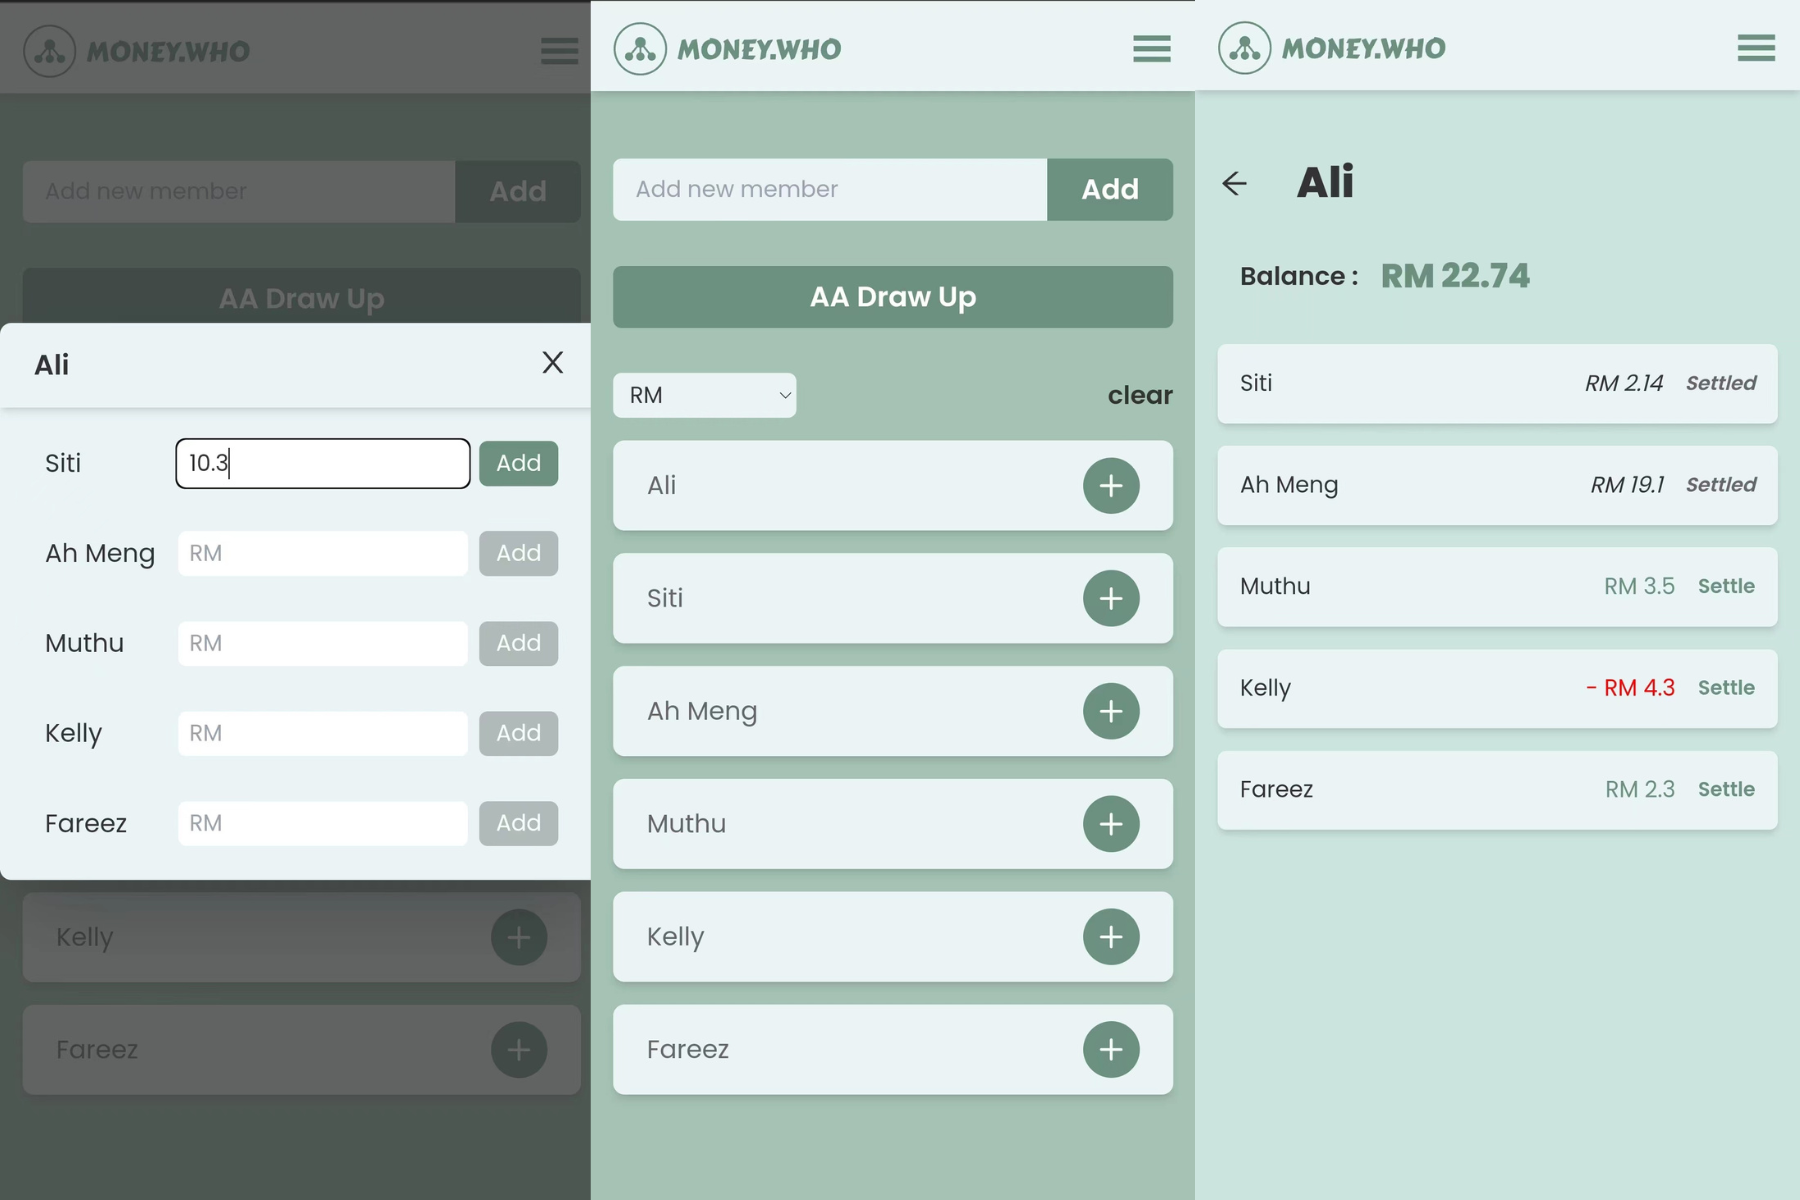 MONEY.WHO
Add new member Add
AA Draw Up
Ali X
Siti 10.3 Add
Ah Meng RM Add
Muthu RM Add
Kelly RM Add
Fareez RM Add
Kelly +
Fareez +
MONEY.WHO
Add new member Add
AA Draw Up
RM clear
Ali +
Siti +
Ah Meng +
Muthu +
Kelly +
Fareez +
MONEY.WHO
← Ali
Balance : RM 22.74
Siti RM 2.14 Settled
Ah Meng RM 19.1 Settled
Muthu RM 3.5 Settle
Kelly - RM 4.3 Settle
Fareez RM 2.3 Settle